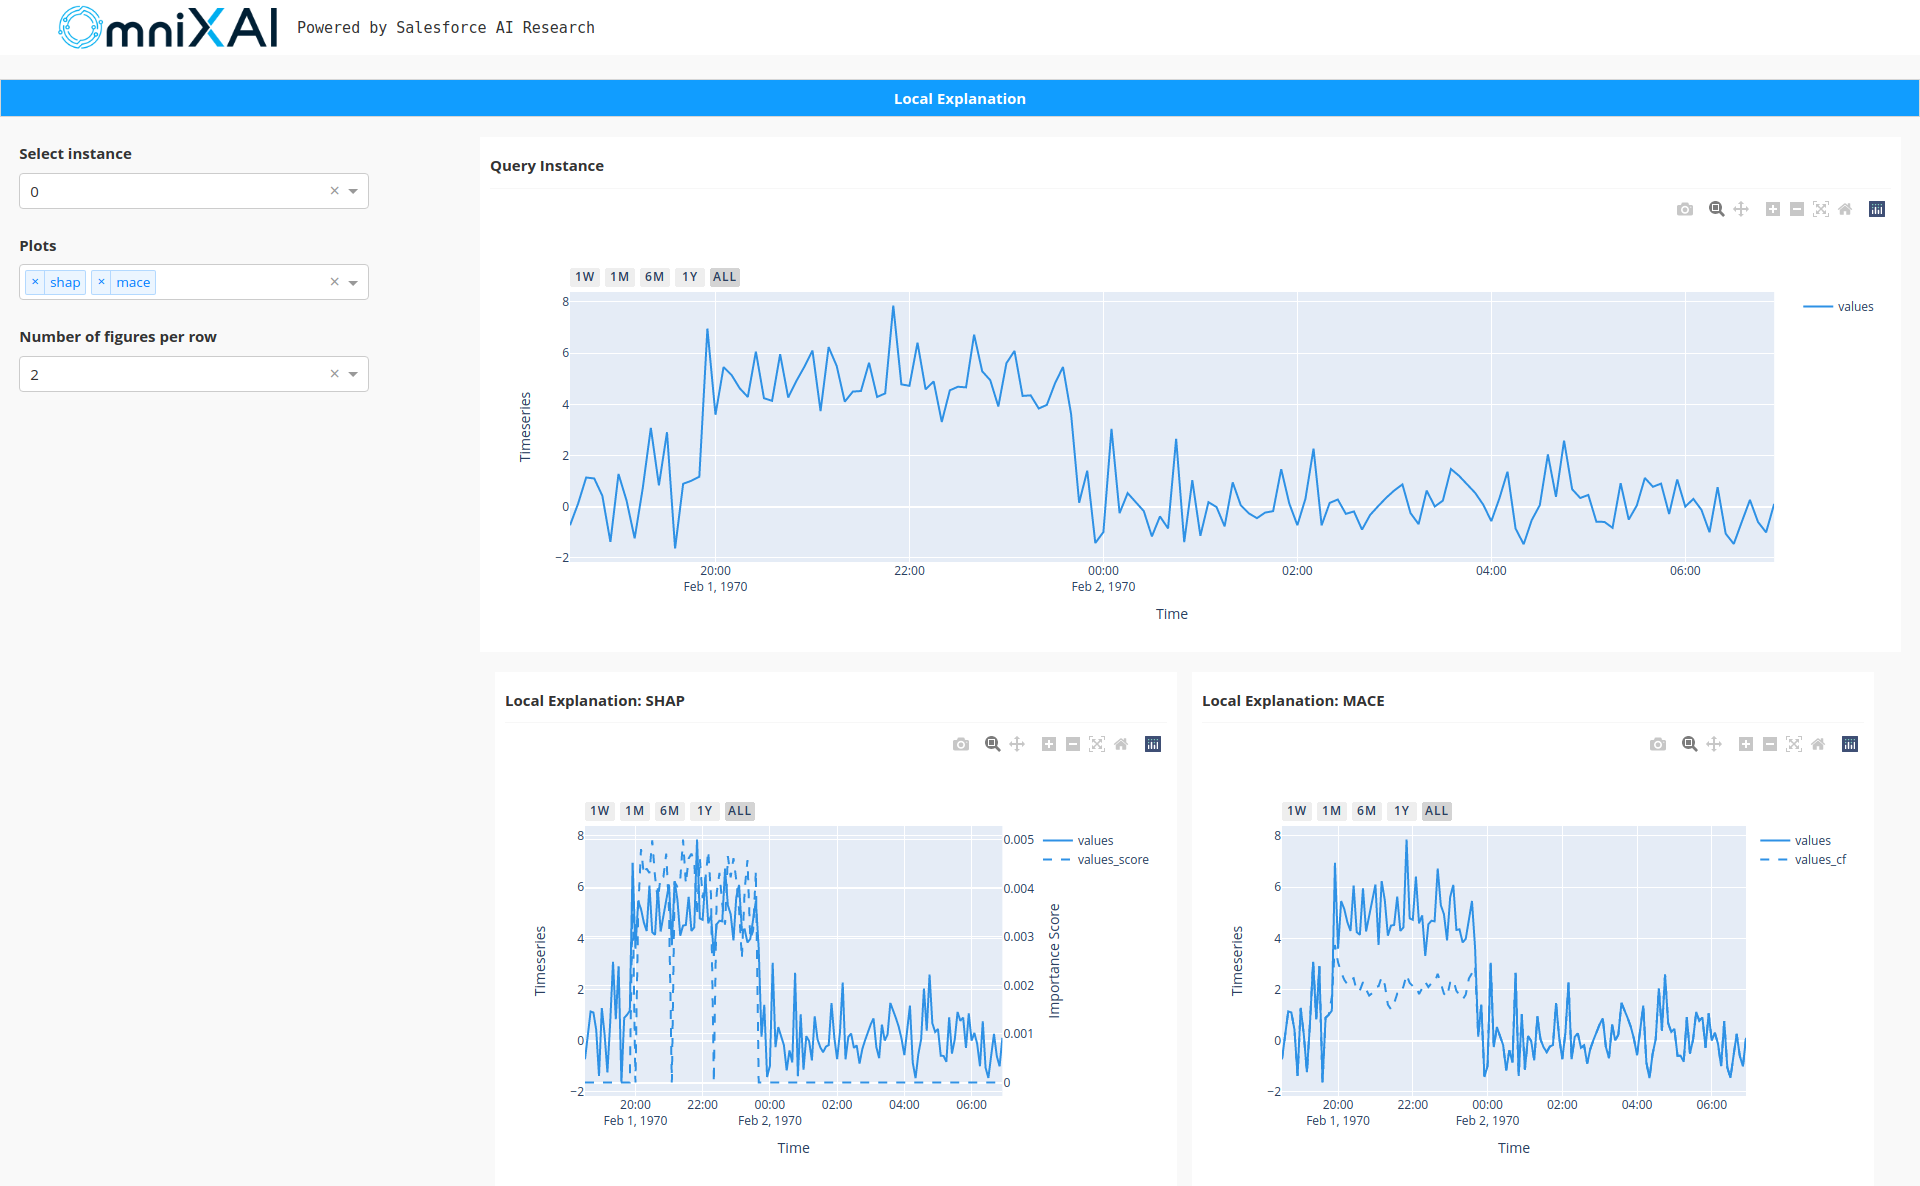 OmniXAI Powered by Salesforce AI Research
Local Explanation
Select instance
0
Plots
× shap × mace
Number of figures per row
2
Query Instance
1W 1M 6M 1Y ALL
8
6
4
2
0
−2
Timeseries
values
20:00 22:00 00:00 02:00 04:00 06:00
Feb 1, 1970 Feb 2, 1970
Time
Local Explanation: SHAP
1W 1M 6M 1Y ALL
8
6
4
2
0
−2
Timeseries
0.005
0.004
0.003
0.002
0.001
0
Importance Score
values
values_score
20:00 22:00 00:00 02:00 04:00 06:00
Feb 1, 1970 Feb 2, 1970
Time
Local Explanation: MACE
1W 1M 6M 1Y ALL
8
6
4
2
0
−2
Timeseries
values
values_cf
20:00 22:00 00:00 02:00 04:00 06:00
Feb 1, 1970 Feb 2, 1970
Time